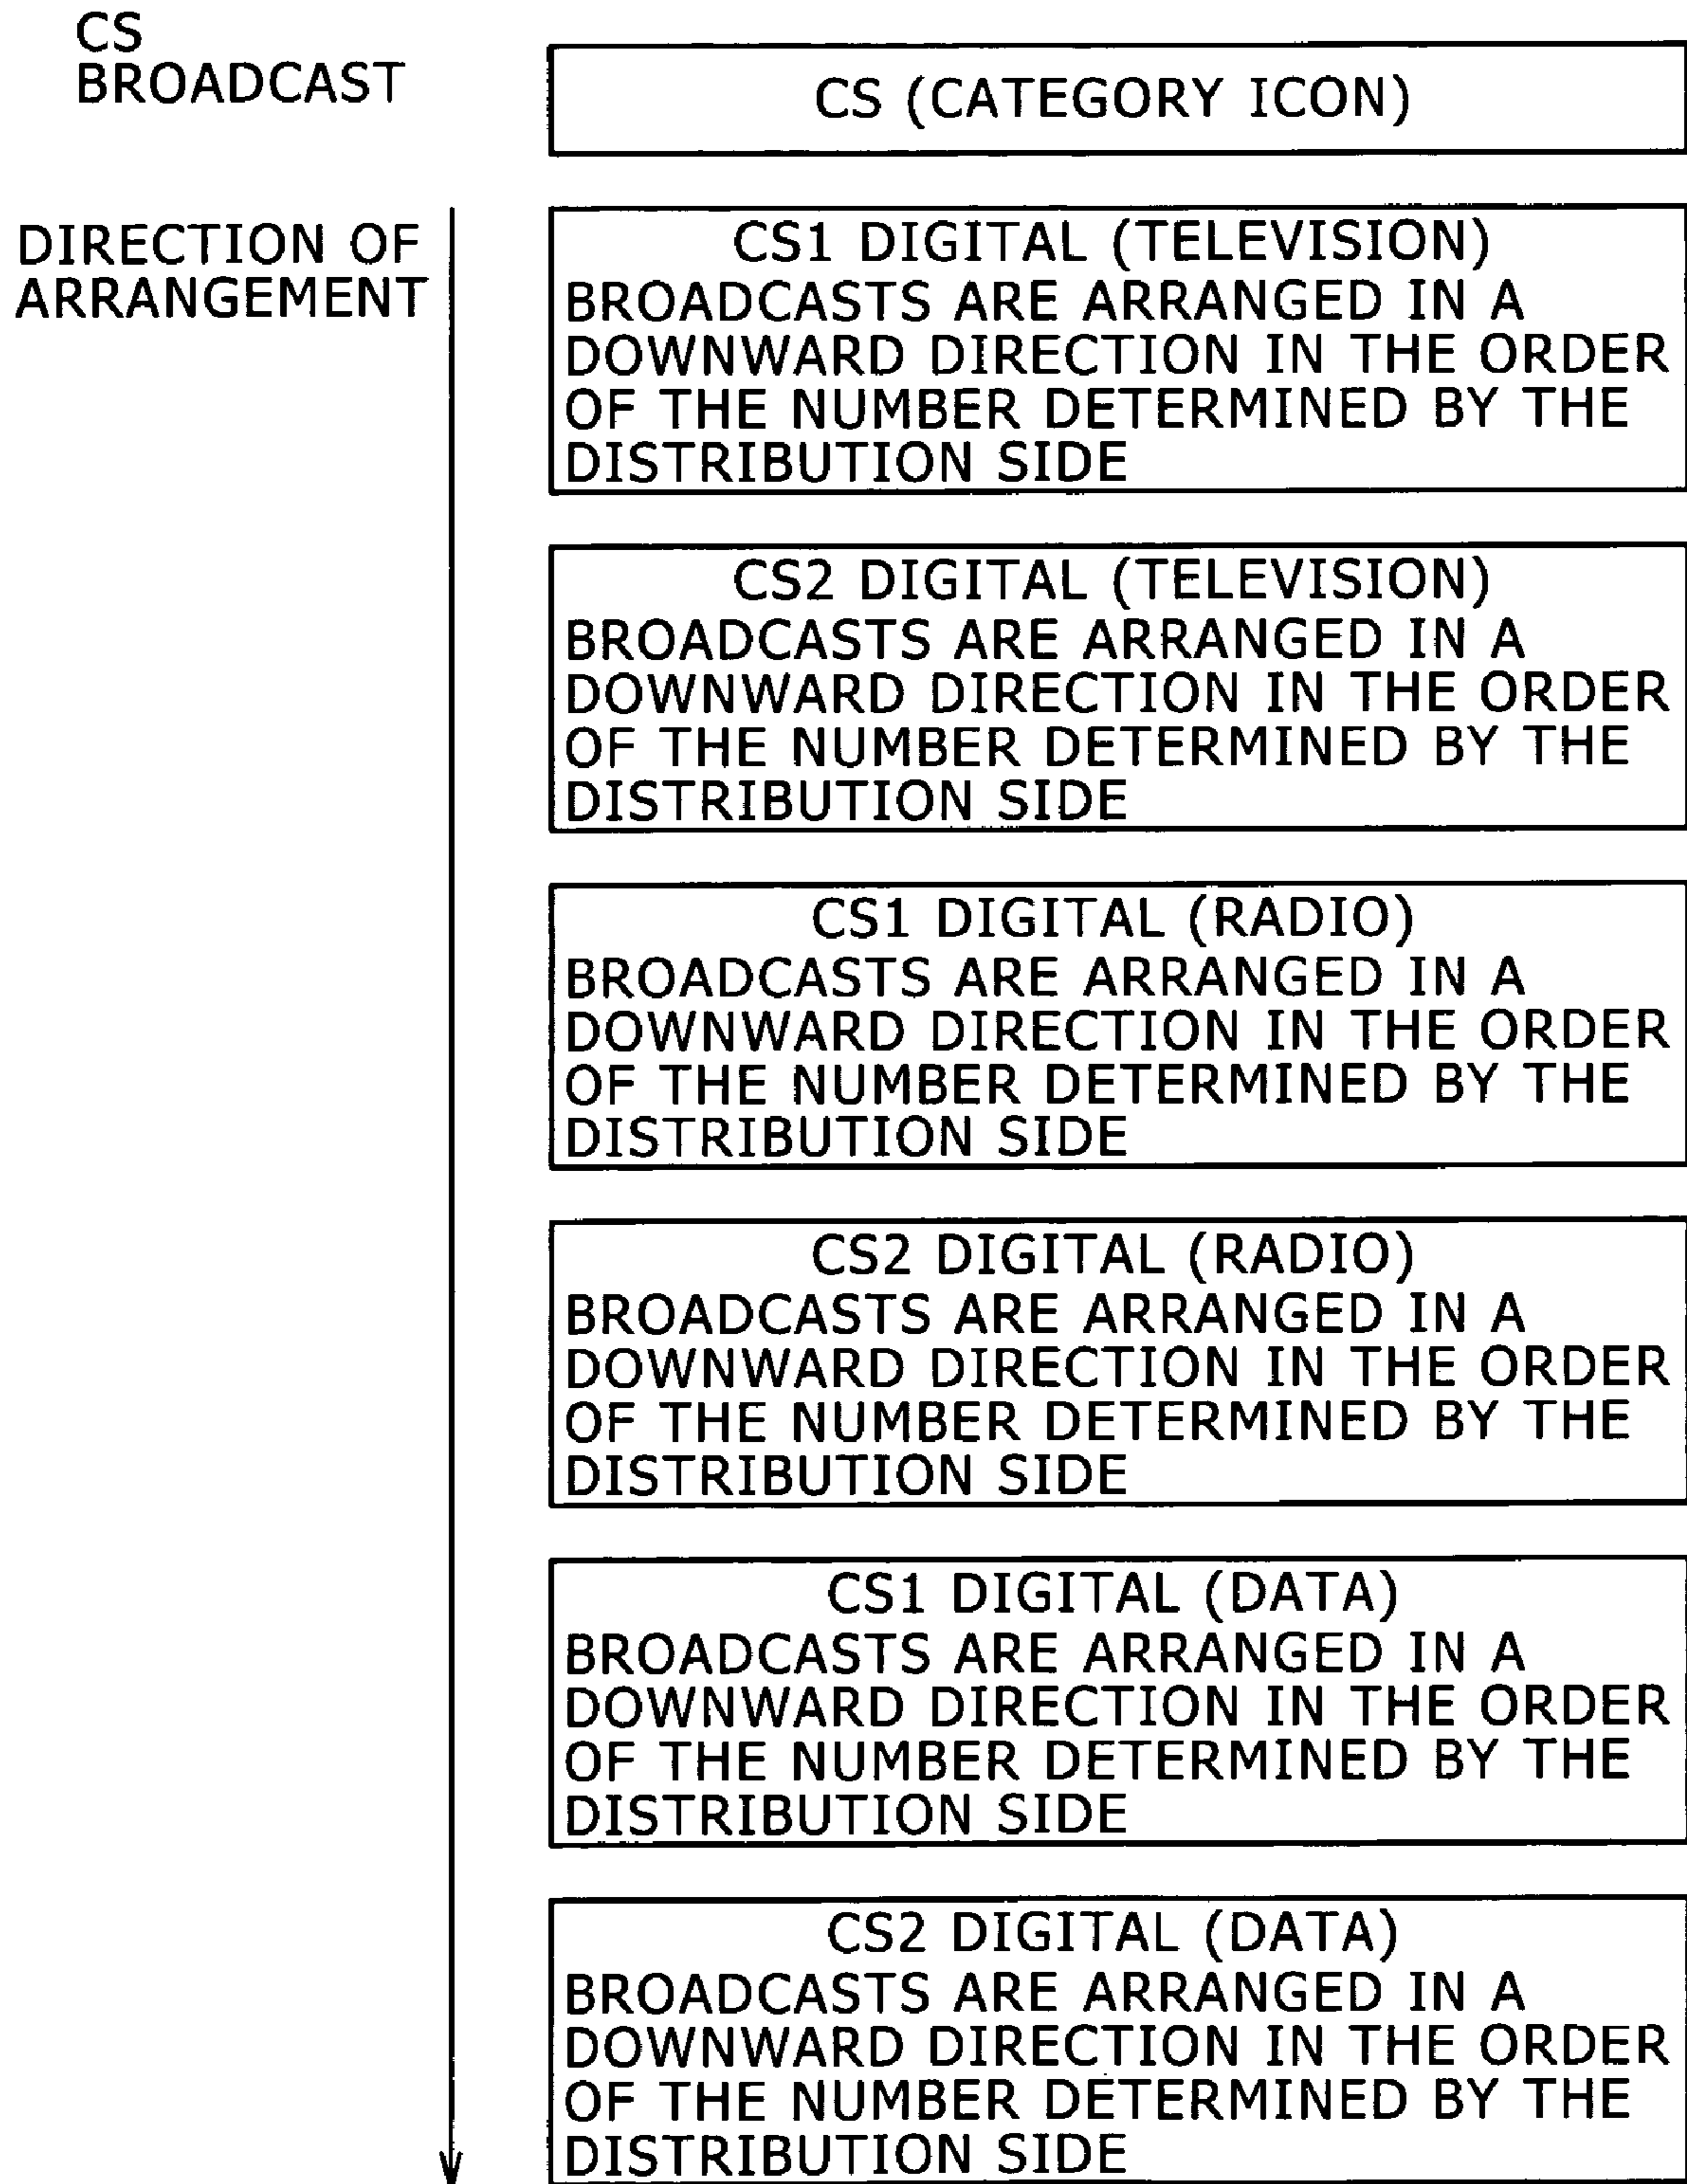 CS
BROADCAST
CS (CATEGORY ICON)
DIRECTION OF
ARRANGEMENT
CS1 DIGITAL (TELEVISION)
BROADCASTS ARE ARRANGED IN A
DOWNWARD DIRECTION IN THE ORDER
OF THE NUMBER DETERMINED BY THE
DISTRIBUTION SIDE
CS2 DIGITAL (TELEVISION)
BROADCASTS ARE ARRANGED IN A
DOWNWARD DIRECTION IN THE ORDER
OF THE NUMBER DETERMINED BY THE
DISTRIBUTION SIDE
CS1 DIGITAL (RADIO)
BROADCASTS ARE ARRANGED IN A
DOWNWARD DIRECTION IN THE ORDER
OF THE NUMBER DETERMINED BY THE
DISTRIBUTION SIDE
CS2 DIGITAL (RADIO)
BROADCASTS ARE ARRANGED IN A
DOWNWARD DIRECTION IN THE ORDER
OF THE NUMBER DETERMINED BY THE
DISTRIBUTION SIDE
CS1 DIGITAL (DATA)
BROADCASTS ARE ARRANGED IN A
DOWNWARD DIRECTION IN THE ORDER
OF THE NUMBER DETERMINED BY THE
DISTRIBUTION SIDE
CS2 DIGITAL (DATA)
BROADCASTS ARE ARRANGED IN A
DOWNWARD DIRECTION IN THE ORDER
OF THE NUMBER DETERMINED BY THE
DISTRIBUTION SIDE